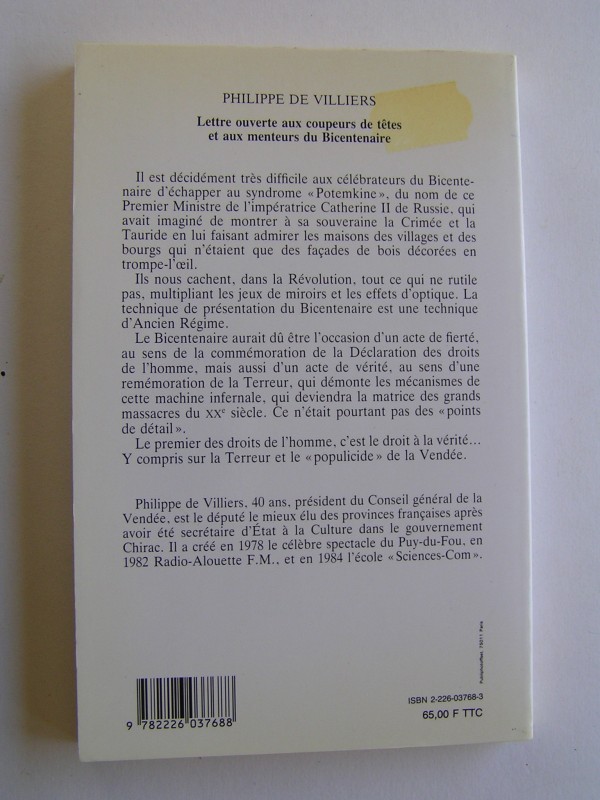 PHILIPPE DE VILLIERS
Lettre ouverte aux coupeurs de têtes
et aux menteurs du Bicentenaire
Il est décidément très difficile aux célébrateurs du Bicente-
naire d'échapper au syndrome «Potemkine», du nom de ce
Premier Ministre de l'impératrice Catherine II de Russie, qui
avait imaginé de montrer à sa souveraine la Crimée et la
Tauride en lui faisant admirer les maisons des villages et des
bourgs qui n'étaient que des façades de bois décorées en
trompe-l'œil.
Ils nous cachent, dans la Révolution, tout ce qui ne rutile
pas, multipliant les jeux de miroirs et les effets d'optique. La
technique de présentation du Bicentenaire est une technique
d'Ancien Régime.
Le Bicentenaire aurait dû être l'occasion d'un acte de fierté,
au sens de la commémoration de la Déclaration des droits
de l'homme, mais aussi d'un acte de vérité, au sens d'une
remémoration de la Terreur, qui démonte les mécanismes de
cette machine infernale, qui deviendra la matrice des grands
massacres du XXe siècle. Ce n'était pourtant pas des «points
de détail».
Le premier des droits de l'homme, c'est le droit à la vérité...
Y compris sur la Terreur et le «populicide» de la Vendée.
Philippe de Villiers, 40 ans, président du Conseil général de la
Vendée, est le député le mieux élu des provinces françaises après
avoir été secrétaire d'État à la Culture dans le gouvernement
Chirac. Il a créé en 1978 le célèbre spectacle du Puy-du-Fou, en
1982 Radio-Alouette F.M., et en 1984 l'école «Sciences-Com».
ISBN 2-226-03768-3
65,00 F TTC
9 782226 037688